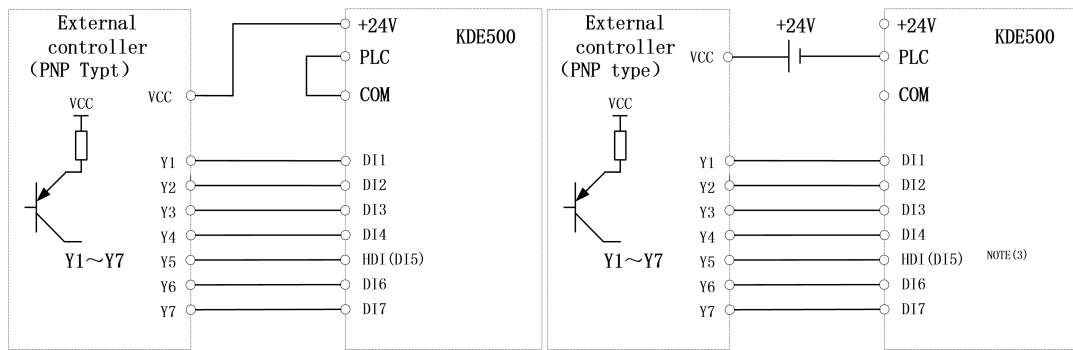 External
controller
(PNP Typt)
VCC
VCC
Y1~Y7
Y1
Y2
Y3
Y4
Y5
Y6
Y7
+24V
PLC
COM
KDE500
DI1
DI2
DI3
DI4
HDI(DI5)
DI6
DI7
External
controller
(PNP type)
VCC
VCC
Y1~Y7
+24V
Y1
Y2
Y3
Y4
Y5
Y6
Y7
+24V
PLC
COM
KDE500
DI1
DI2
DI3
DI4
HDI(DI5) NOTE(3)
DI6
DI7